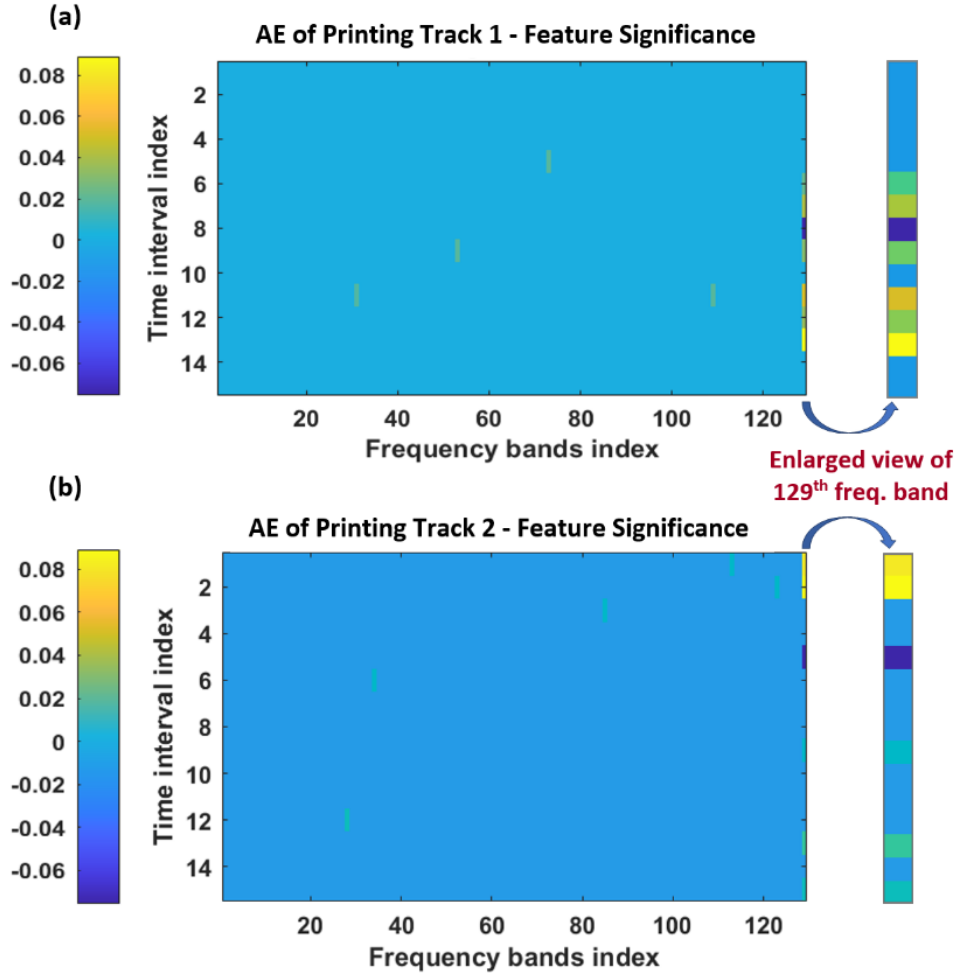 (a)
AE of Printing Track 1 - Feature Significance
0.08
0.06
0.04
0.02
0
-0.02
-0.04
-0.06
Time interval index
2
4
6
8
10
12
14
20 40 60 80 100 120
Frequency bands index
Enlarged view of
129th freq. band
(b)
AE of Printing Track 2 - Feature Significance
0.08
0.06
0.04
0.02
0
-0.02
-0.04
-0.06
Time interval index
2
4
6
8
10
12
14
20 40 60 80 100 120
Frequency bands index